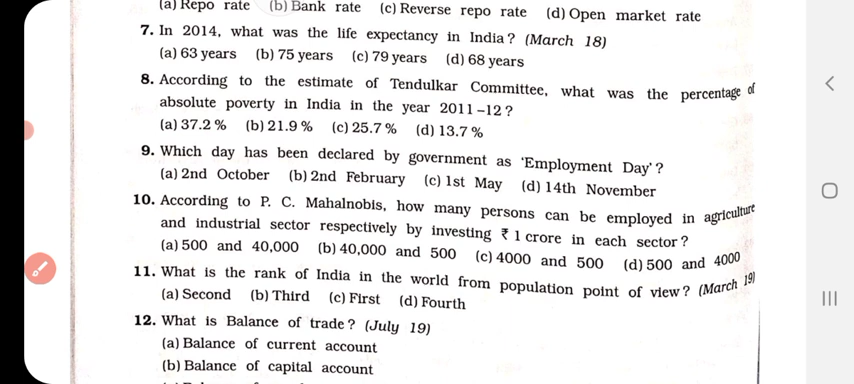 (a) Repo rate (b) Bank rate (c) Reverse repo rate (d) Open market rate
7. In 2014, what was the life expectancy in India? (March 18)
(a) 63 years (b) 75 years (c) 79 years (d) 68 years
8. According to the estimate of Tendulkar Committee, what was the percentage of
absolute poverty in India in the year 2011-12?
(a) 37.2% (b) 21.9% (c) 25.7% (d) 13.7%
9. Which day has been declared by government as 'Employment Day'?
(a) 2nd October (b) 2nd February (c) 1st May (d) 14th November
10. According to P. C. Mahalnobis, how many persons can be employed in agriculture
and industrial sector respectively by investing ₹ 1 crore in each sector?
(a) 500 and 40,000 (b) 40,000 and 500 (c) 4000 and 500 (d) 500 and 4000
11. What is the rank of India in the world from population point of view? (March 19)
(a) Second (b) Third (c) First (d) Fourth
12. What is Balance of trade? (July 19)
(a) Balance of current account
(b) Balance of capital account